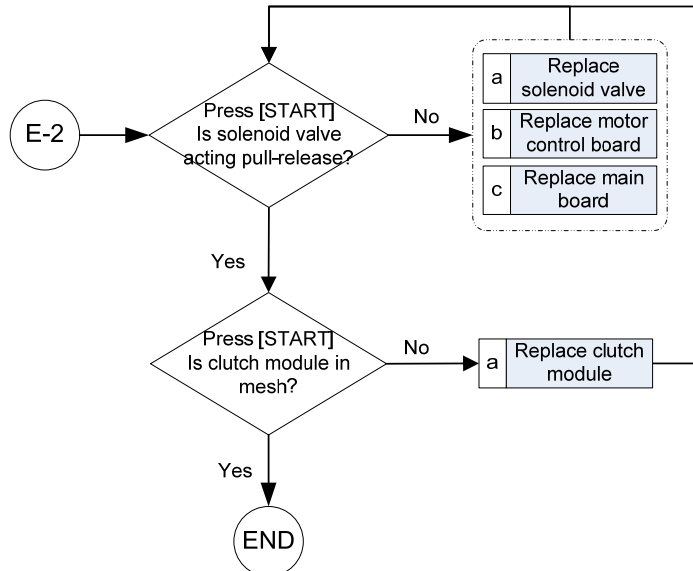 E-2
Press [START]
Is solenoid valve
acting pull-release?
No
a
Replace
solenoid valve
b
Replace motor
control board
c
Replace main
board
Yes
Press [START]
Is clutch module in
mesh?
No
a
Replace clutch
module
Yes
END